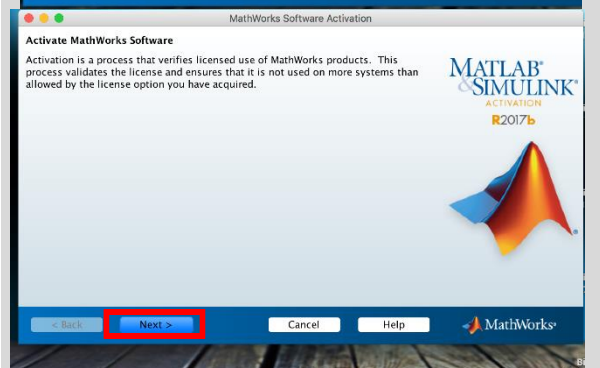 MathWorks Software Activation
Activate MathWorks Software
Activation is a process that verifies licensed use of MathWorks products. This
process validates the license and ensures that it is not used on more systems than
allowed by the license option you have acquired.
MATLAB®
&SIMULINK®
ACTIVATION
R2017b
< Back
Next >
Cancel
Help
MathWorks®